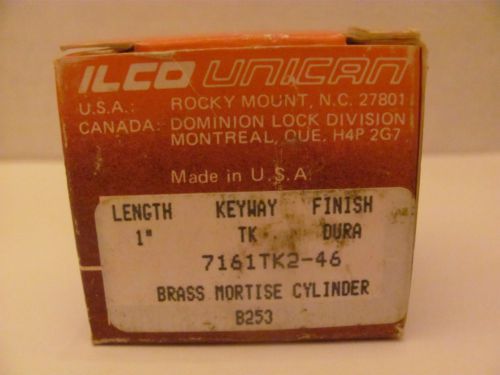 ILCO UNICAN
U.S.A.: ROCKY MOUNT, N.C. 27801
CANADA: DOMINION LOCK DIVISION
MONTREAL, QUE. H4P 2G7
Made in U.S.A.
LENGTH KEYWAY FINISH
1" TK DURA
7161TK2-46
BRASS MORTISE CYLINDER
B253